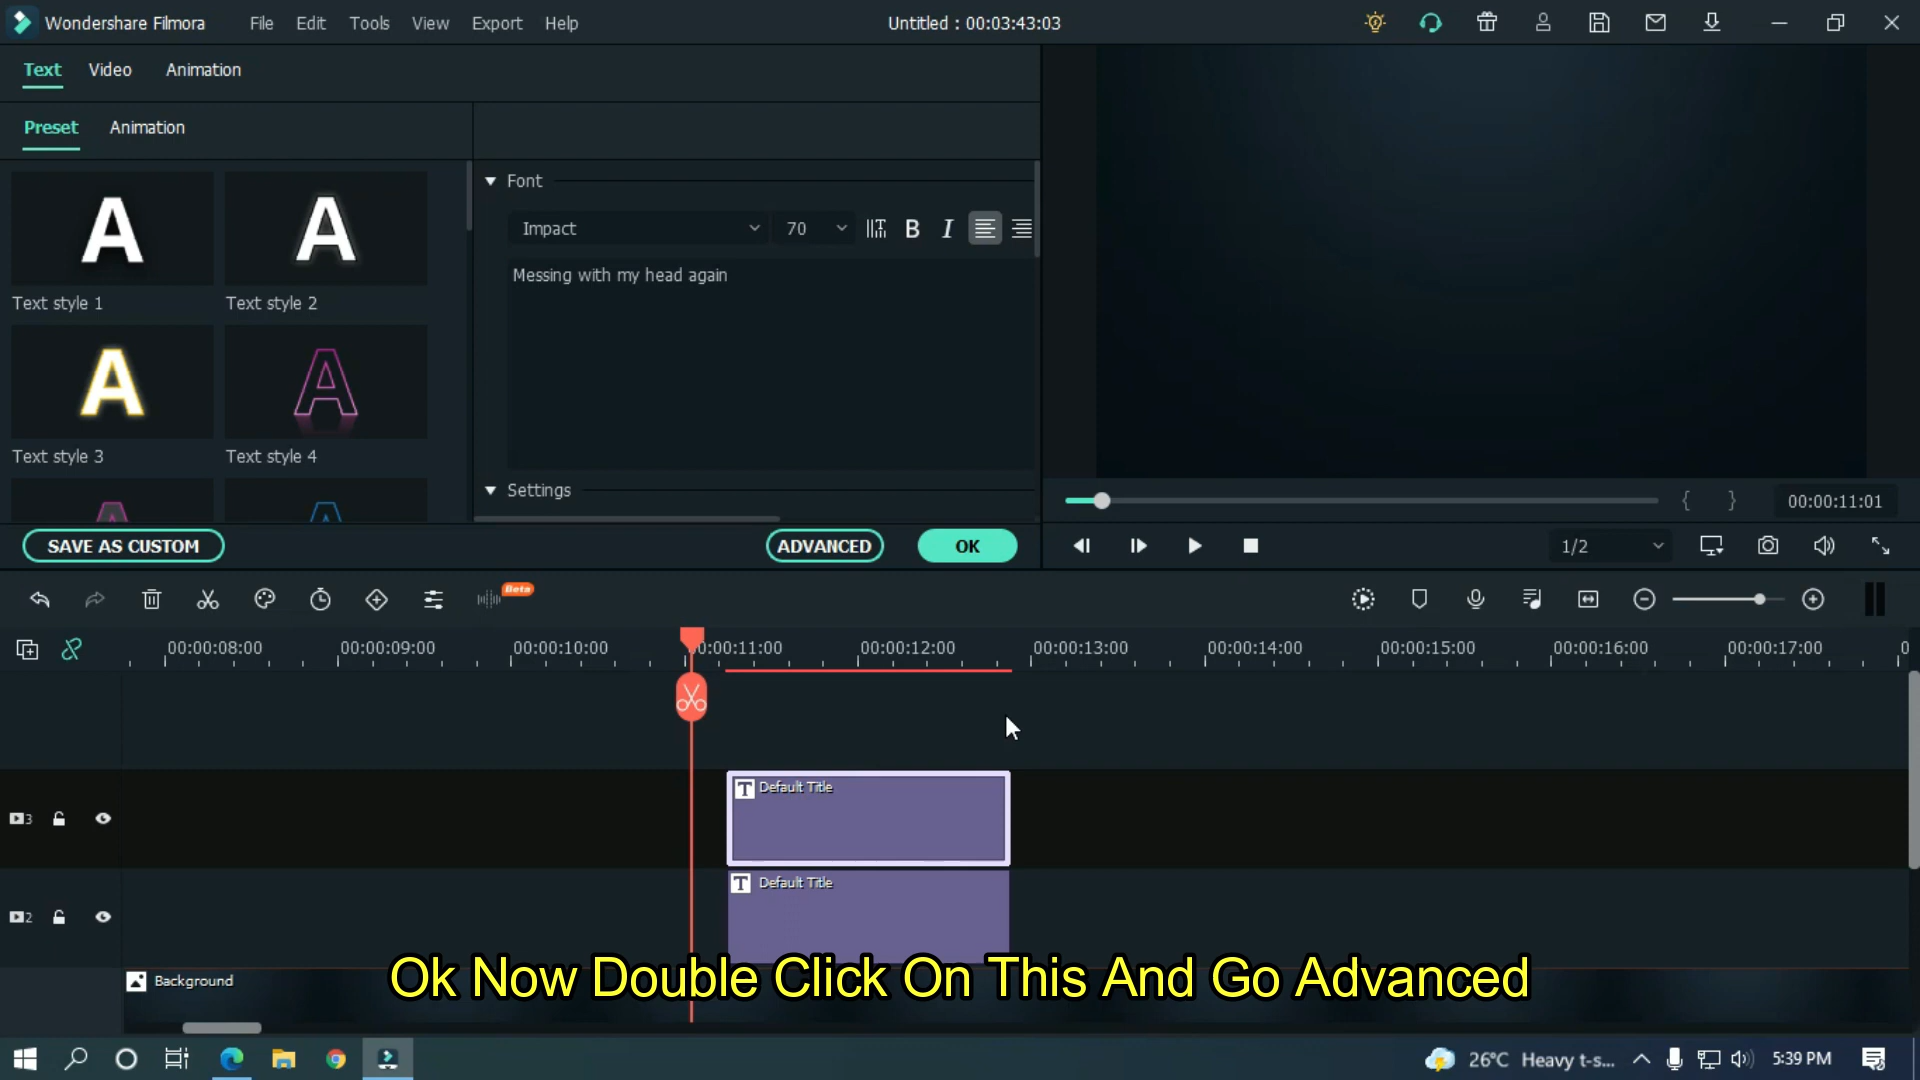 Wondershare Filmora File Edit Tools View Export Help Untitled : 00:03:43:03
Text Video Animation
Preset Animation
Font
Impact 70 B I
Messing with my head again
Text style 1 Text style 2
Text style 3 Text style 4
Settings
{ } 00:00:11:01
SAVE AS CUSTOM ADVANCED OK 1/2
Beta
00:00:08:00 00:00:09:00 00:00:10:00 00:00:11:00 00:00:12:00 00:00:13:00 00:00:14:00 00:00:15:00 00:00:16:00 00:00:17:00 0
T Default Title
3
T Default Title
2
Background
Ok Now Double Click On This And Go Advanced
26°C Heavy t-s... 5:39 PM